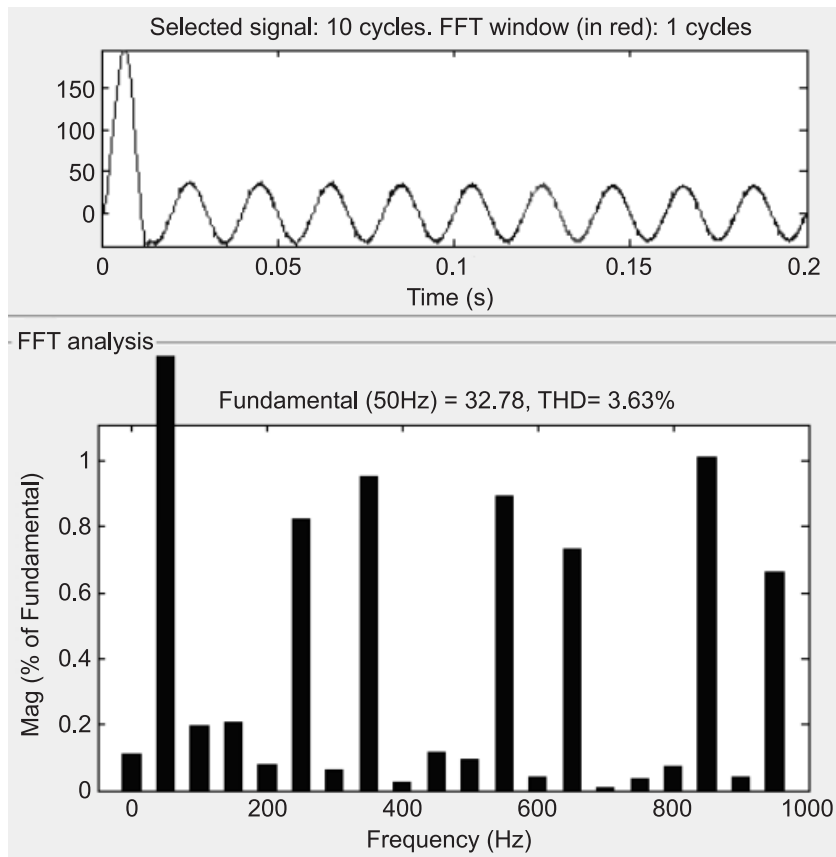 Selected signal: 10 cycles. FFT window (in red): 1 cycles
150
100
50
0
0 0.05 0.1 0.15 0.2
Time (s)
FFT analysis
Fundamental (50Hz) = 32.78, THD= 3.63%
Mag (% of Fundamental)
1
0.8
0.6
0.4
0.2
0
0 200 400 600 800 1000
Frequency (Hz)